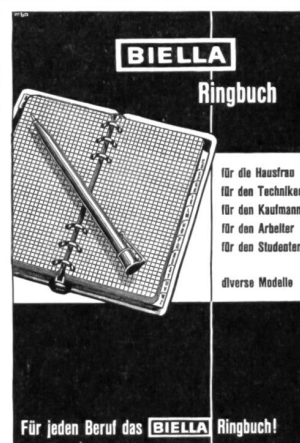 BIELLA
Ringbuch
für die Hausfrau
für den Techniker
für den Kaufmann
für den Arbeiter
für den Studenten
diverse Modelle
Für jeden Beruf das BIELLA Ringbuch!